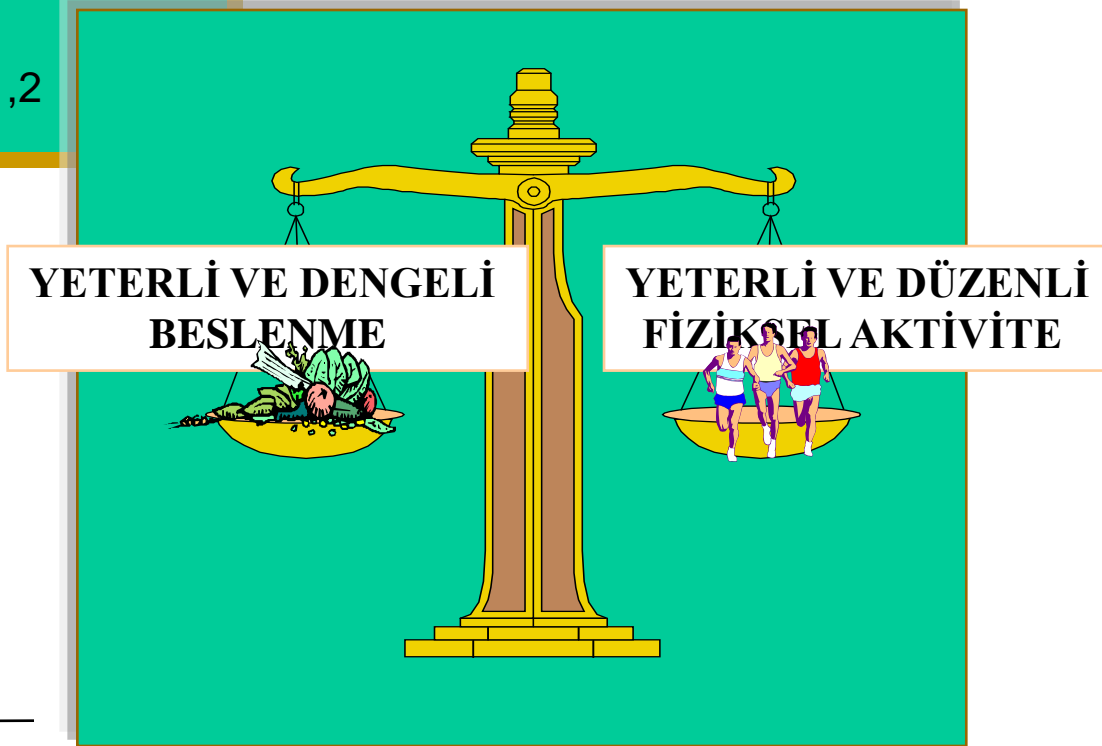 ,2
YETERLİ VE DENGELİ
BESLENME
YETERLİ VE DÜZENLİ
FİZİKSEL AKTİVİTE